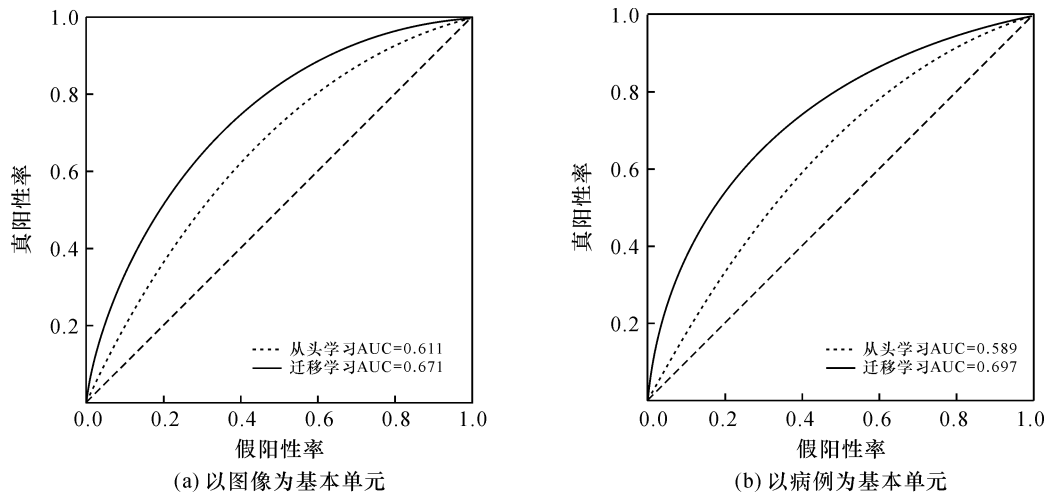 1.0
0.8
0.6
0.4
0.2
真阳性率
从头学习AUC=0.611
迁移学习AUC=0.671
0.0 0.2 0.4 0.6 0.8 1.0
假阳性率
(a) 以图像为基本单元
1.0
0.8
0.6
0.4
0.2
真阳性率
从头学习AUC=0.589
迁移学习AUC=0.697
0.0 0.2 0.4 0.6 0.8 1.0
假阳性率
(b) 以病例为基本单元